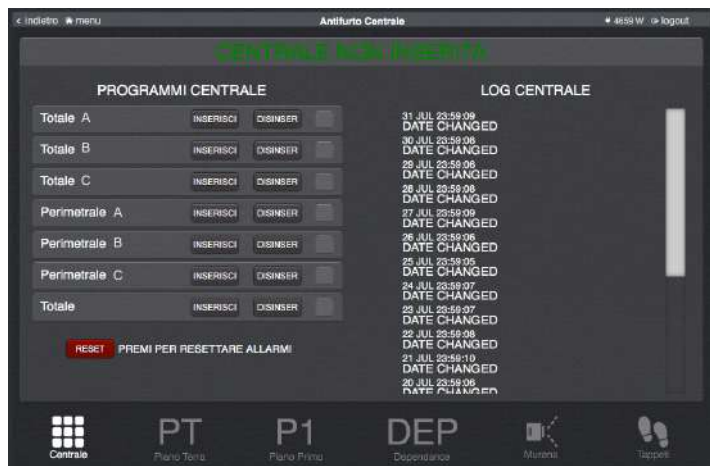 < indietro menu
Antifurto Centrale
4659 W logout
CENTRALE NON INSERITA
PROGRAMMI CENTRALE
Totale A INSERISCI DISINSER
Totale B INSERISCI DISINSER
Totale C INSERISCI DISINSER
Perimetrale A INSERISCI DISINSER
Perimetrale B INSERISCI DISINSER
Perimetrale C INSERISCI DISINSER
Totale INSERISCI DISINSER
RESET PREMI PER RESETTARE ALLARMI
LOG CENTRALE
31 JUL 23:59:09
DATE CHANGED
30 JUL 23:59:06
DATE CHANGED
29 JUL 23:59:06
DATE CHANGED
28 JUL 23:59:08
DATE CHANGED
27 JUL 23:59:09
DATE CHANGED
26 JUL 23:59:06
DATE CHANGED
25 JUL 23:59:05
DATE CHANGED
24 JUL 23:59:07
DATE CHANGED
23 JUL 23:59:07
DATE CHANGED
22 JUL 23:59:08
DATE CHANGED
21 JUL 23:59:10
DATE CHANGED
20 JUL 23:59:06
DATE CHANGED
Centrale
PT
Piano Terra
P1
Piano Primo
DEP
Dependance
Murena
Tappeti